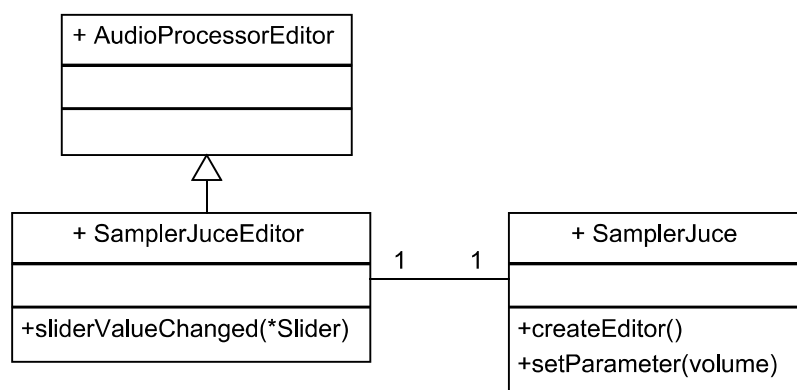 + AudioProcessorEditor
+ SamplerJuceEditor
+sliderValueChanged(*Slider)
1 1
+ SamplerJuce
+createEditor()
+setParameter(volume)